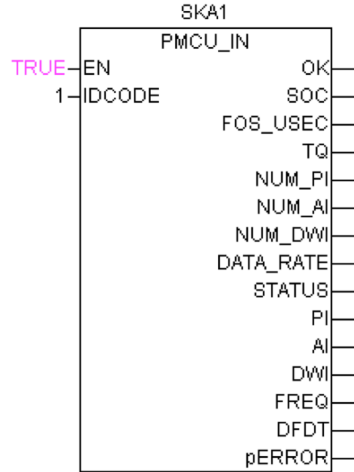 SKA1
PMCU_IN
TRUE EN OK
1 IDCODE SOC
FOS_USEC
TQ
NUM_PI
NUM_AI
NUM_DWI
DATA_RATE
STATUS
PI
AI
DWI
FREQ
DFDT
pERROR